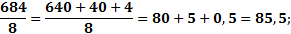 684/8 = 640 + 40 + 4/8 = 80 + 5 + 0, 5 = 85, 5;